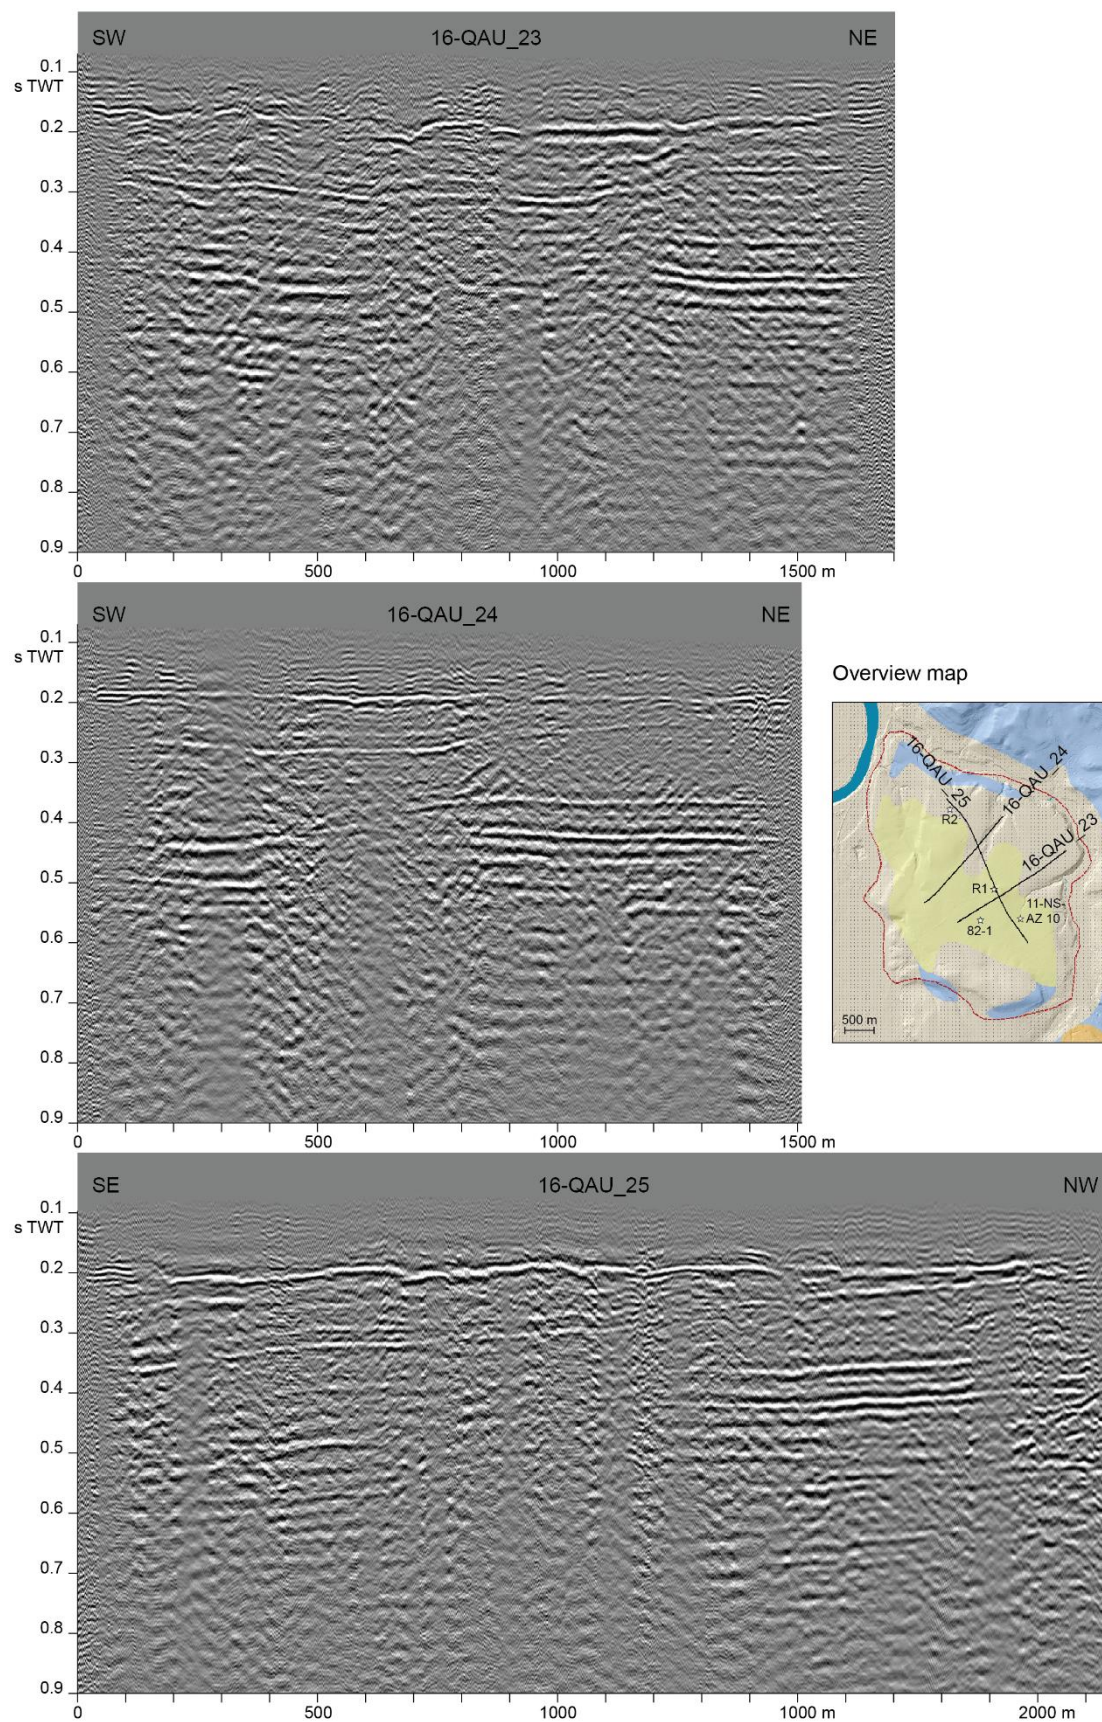 SW 16-QAU_23 NE
0.1
s TWT
0.2
0.3
0.4
0.5
0.6
0.7
0.8
0.9
0 500 1000 1500 m
SW 16-QAU_24 NE
0.1
s TWT
0.2
0.3
0.4
0.5
0.6
0.7
0.8
0.9
0 500 1000 1500 m
Overview map
16-QAU_25
16-QAU_24
R2
16-QAU_23
R1
11-NS-
AZ 10
82-1
500 m
SE 16-QAU_25 NW
0.1
s TWT
0.2
0.3
0.4
0.5
0.6
0.7
0.8
0.9
0 500 1000 1500 2000 m